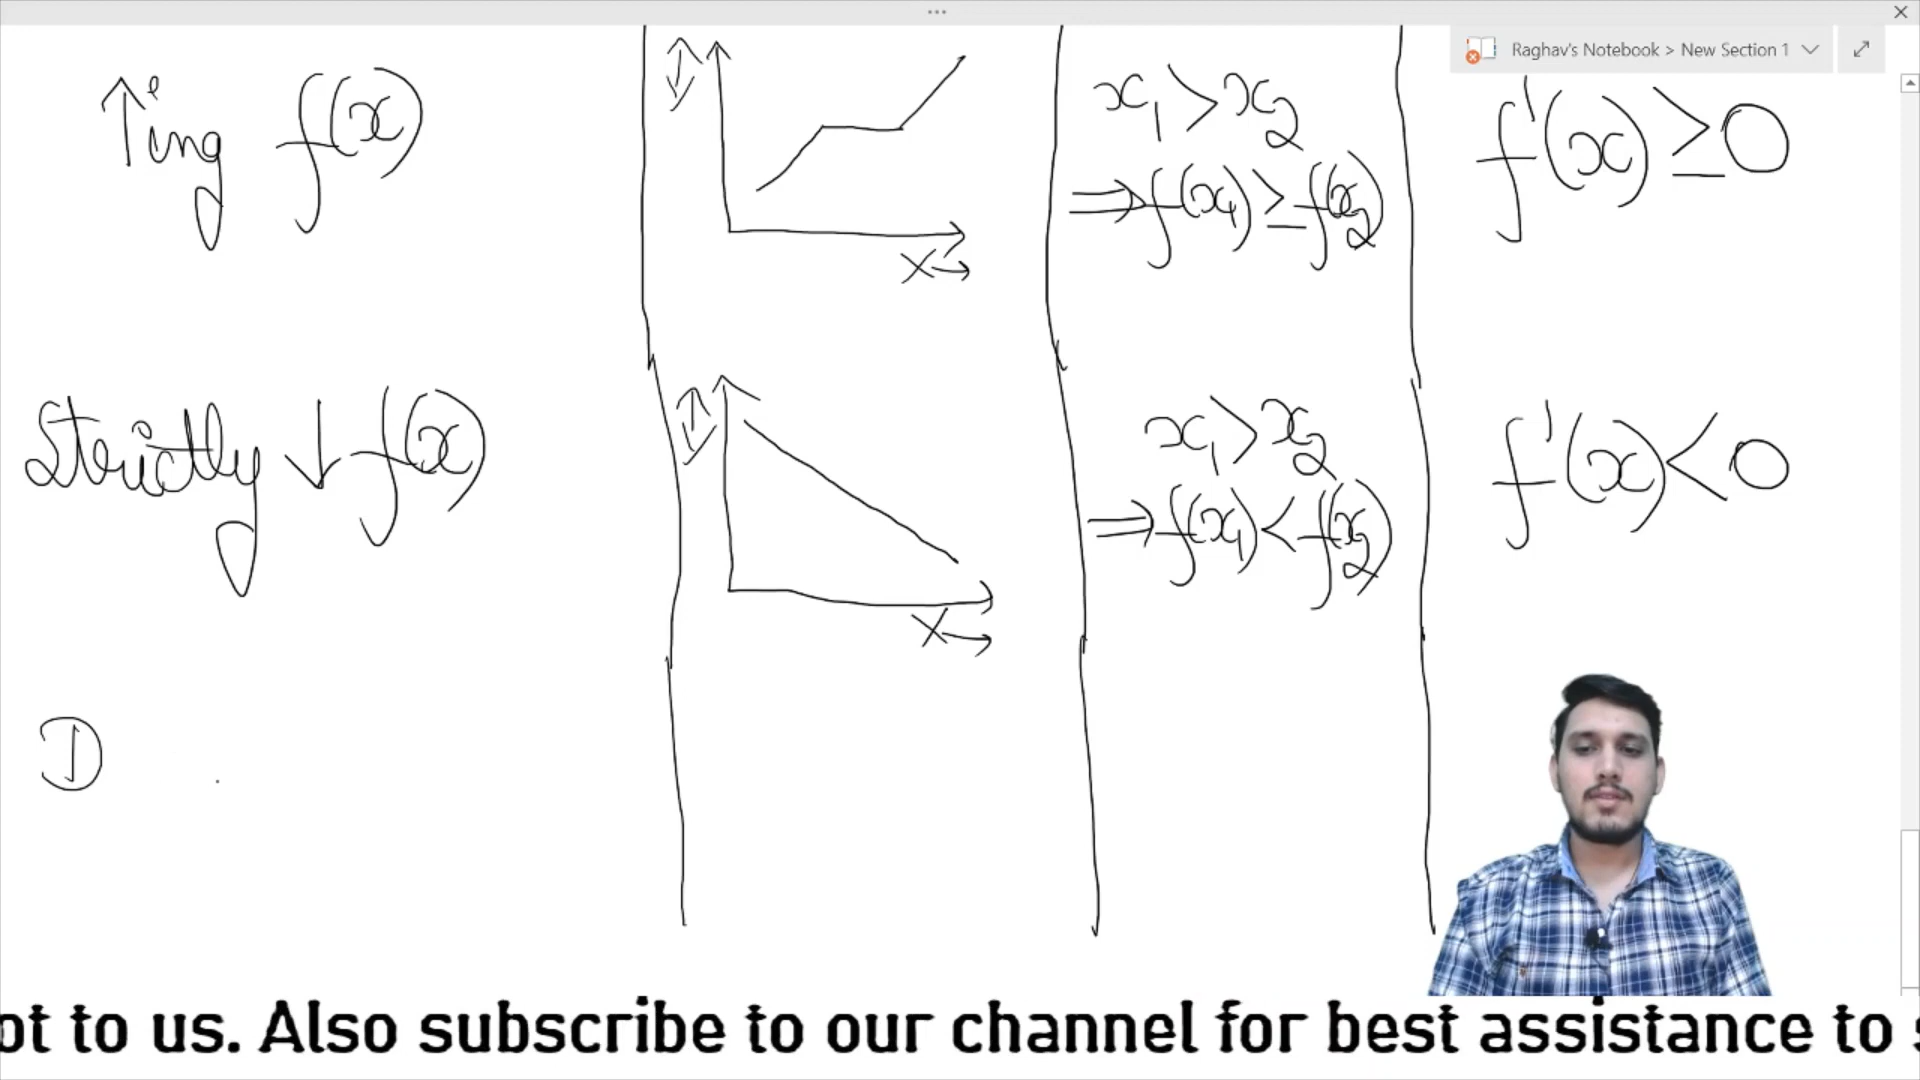 Raghav's Notebook > New Section 1
↑ing f(x)
Y→
X→
x₁ > x₂
⇒ f(x₁) ≥ f(x₂)
f'(x) ≥ 0
Strictly ↓ f(x)
Y→
X→
x₁ > x₂
⇒ f(x₁) < f(x₂)
f'(x) < 0
D
ot to us. Also subscribe to our channel for best assistance to s